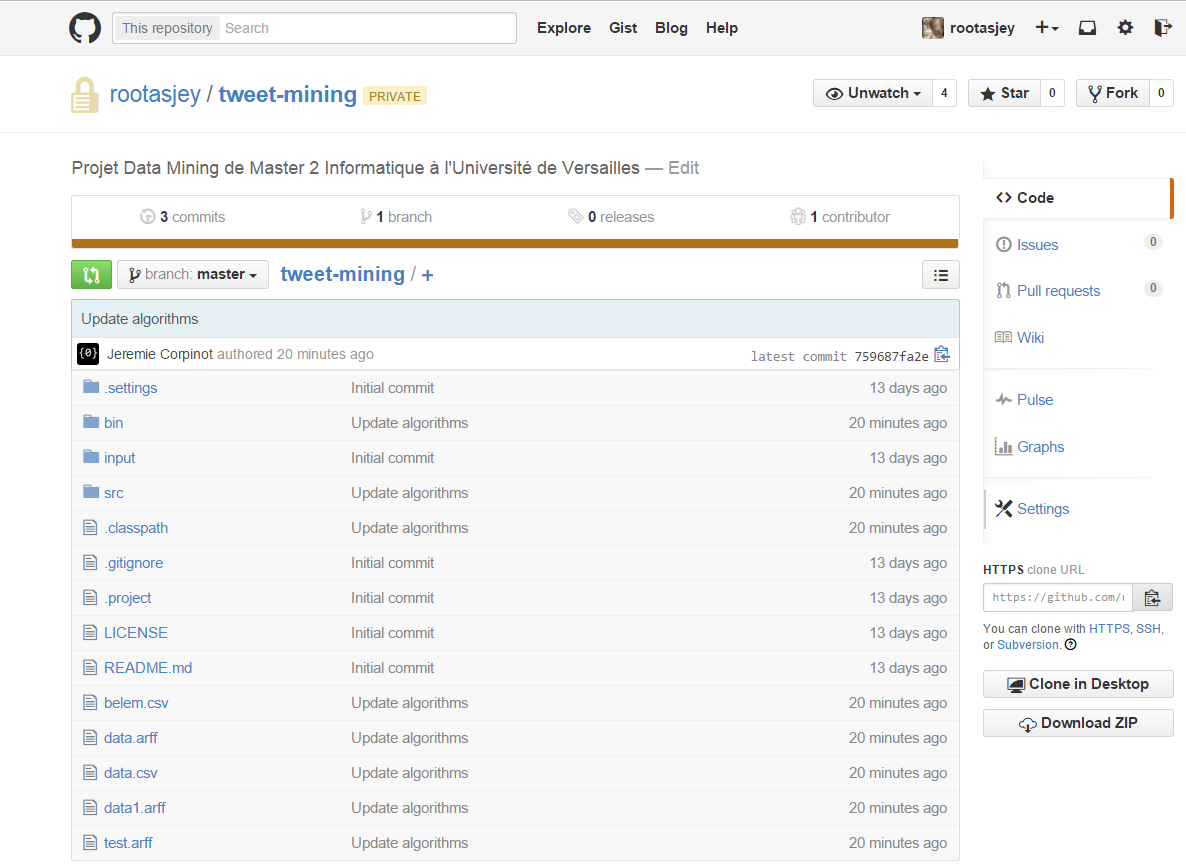 This repository Search Explore Gist Blog Help rootasjey
rootasjey / tweet-mining PRIVATE Unwatch 4 Star 0 Fork 0
Projet Data Mining de Master 2 Informatique à l'Université de Versailles — Edit
3 commits 1 branch 0 releases 1 contributor
branch: master tweet-mining / +
Update algorithms
{0} Jeremie Corpinot authored 20 minutes ago latest commit 759687fa2e
.settings Initial commit 13 days ago
bin Update algorithms 20 minutes ago
input Initial commit 13 days ago
src Update algorithms 20 minutes ago
.classpath Update algorithms 20 minutes ago
.gitignore Initial commit 13 days ago
.project Initial commit 13 days ago
LICENSE Initial commit 13 days ago
README.md Initial commit 13 days ago
belem.csv Update algorithms 20 minutes ago
data.arff Update algorithms 20 minutes ago
data.csv Update algorithms 20 minutes ago
data1.arff Update algorithms 20 minutes ago
test.arff Update algorithms 20 minutes ago
Code
Issues 0
Pull requests 0
Wiki
Pulse
Graphs
Settings
HTTPS clone URL
https://github.com/r
You can clone with HTTPS, SSH,
or Subversion.
Clone in Desktop
Download ZIP